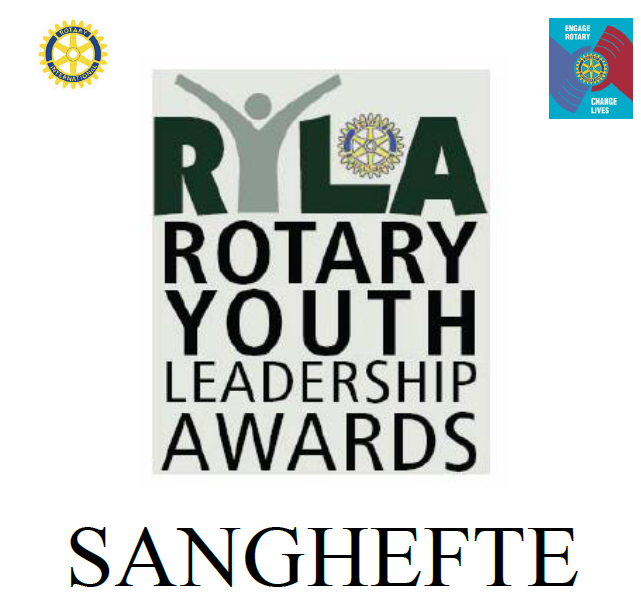 ROTARY
INTERNATIONAL
ENGAGE
ROTARY
CHANGE
LIVES
RYLA
ROTARY
YOUTH
LEADERSHIP
AWARDS
SANGHEFTE